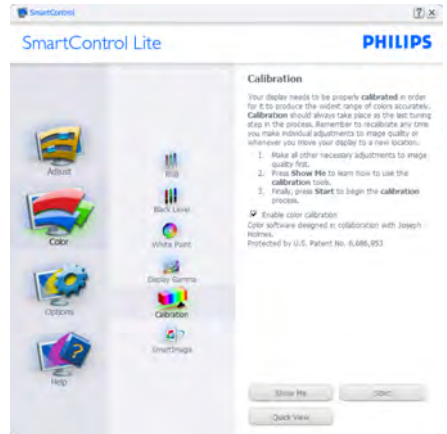 SmartControl
SmartControl Lite
PHILIPS
Adjust
Color
Options
Help
RGB
Black Level
White Point
Display Gamma
Calibration
SmartImage
Calibration
Your display needs to be properly calibrated in order
for it to produce the widest range of colors accurately.
Calibration should always take place as the last tuning
step in the process. Remember to recalibrate any time
you make individual adjustments to image quality or
whenever you move your display to a new location.
1. Make all other necessary adjustments to image
quality first.
2. Press Show Me to learn how to use the
calibration tools.
3. Finally, press Start to begin the calibration
process.
Enable color calibration
Color software designed in collaboration with Joseph
Holmes.
Protected by U.S. Patent No. 6,686,953
Show Me
Start
Quick View